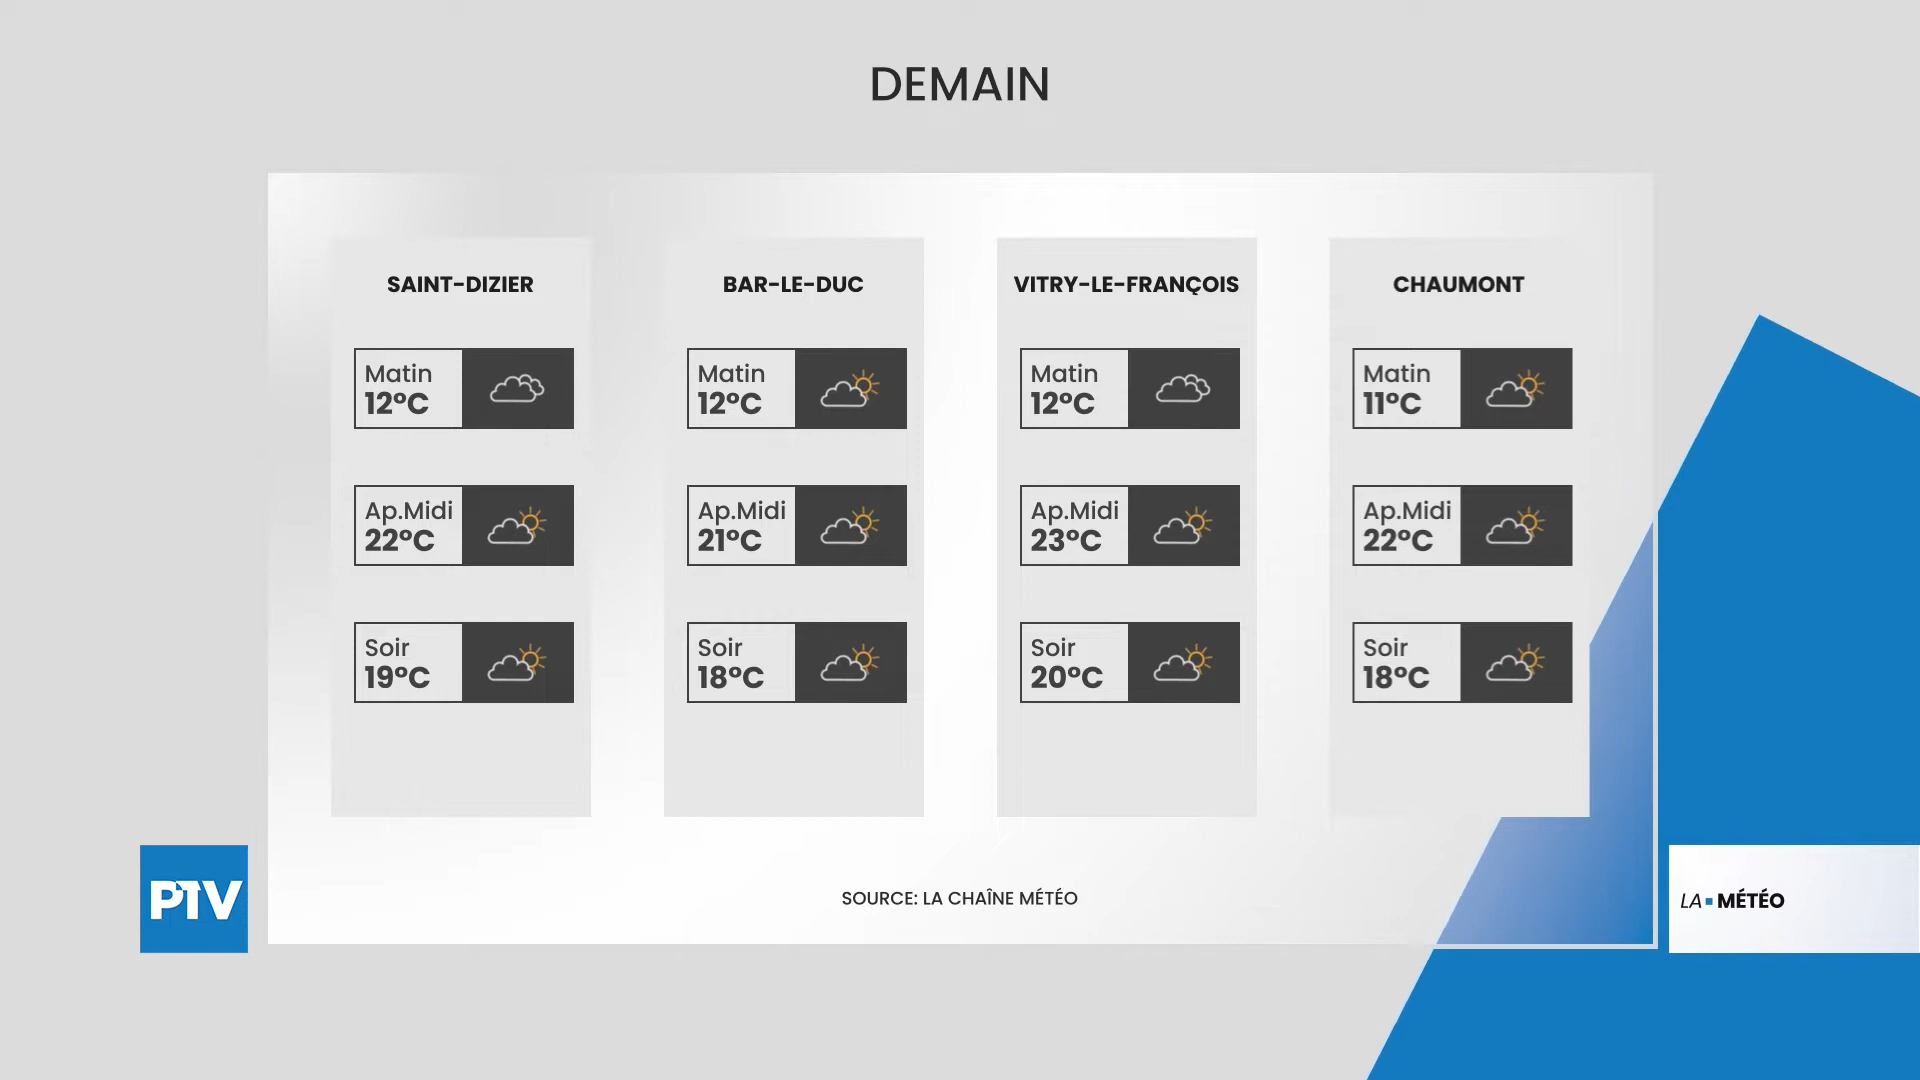 DEMAIN
SAINT-DIZIER
Matin
12°C
Ap.Midi
22°C
Soir
19°C
BAR-LE-DUC
Matin
12°C
Ap.Midi
21°C
Soir
18°C
VITRY-LE-FRANÇOIS
Matin
12°C
Ap.Midi
23°C
Soir
20°C
CHAUMONT
Matin
11°C
Ap.Midi
22°C
Soir
18°C
SOURCE: LA CHAÎNE MÉTÉO
PTV
LA MÉTÉO